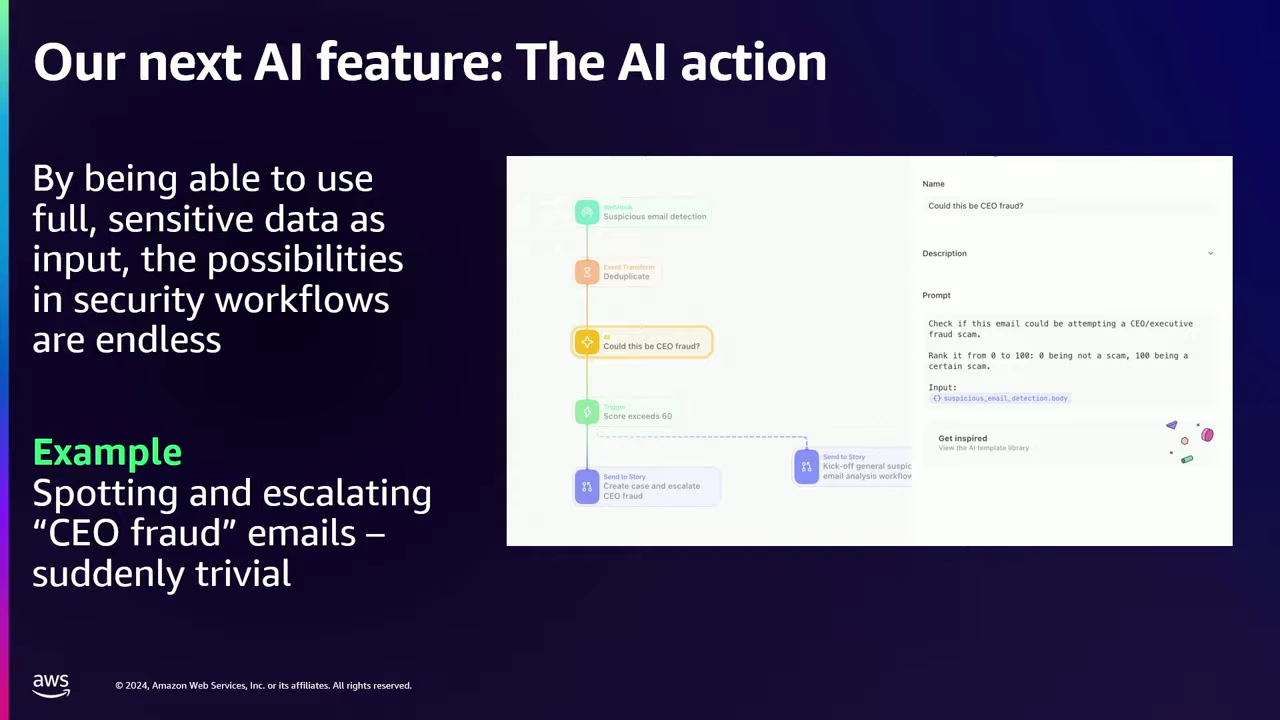 Our next AI feature: The AI action
By being able to use
full, sensitive data as
input, the possibilities
in security workflows
are endless
Example
Spotting and escalating
“CEO fraud” emails –
suddenly trivial
Webhook
Suspicious email detection
Event Transform
Deduplicate
AI
Could this be CEO fraud?
Trigger
Score exceeds 60
Send to Story
Create case and escalate
CEO fraud
Send to Story
Kick-off general suspic
email analysis workflow
Name
Could this be CEO fraud?
Description
Prompt
Check if this email could be attempting a CEO/executive
fraud scam.
Rank it from 0 to 100: 0 being not a scam, 100 being a
certain scam.
Input:
{} suspicious_email_detection.body
Get inspired
View the AI template library
aws
© 2024, Amazon Web Services, Inc. or its affiliates. All rights reserved.